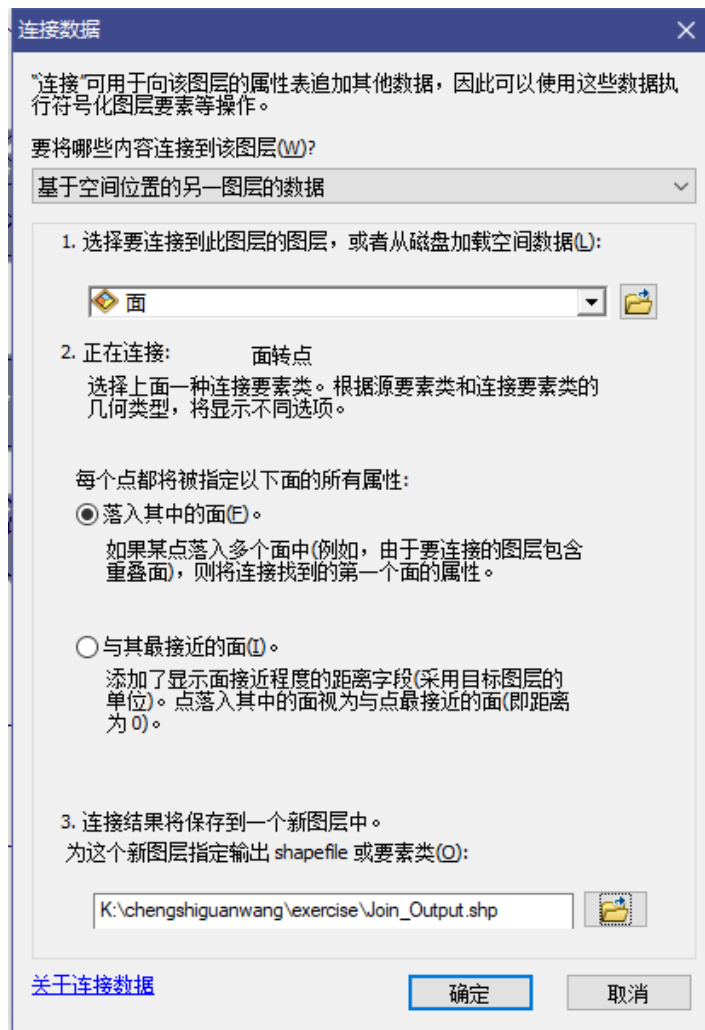 连接数据
“连接”可用于向该图层的属性表追加其他数据，因此可以使用这些数据执
行符号化图层要素等操作。
要将哪些内容连接到该图层(W)?
基于空间位置的另一图层的数据
1. 选择要连接到此图层的图层，或者从磁盘加载空间数据(L):
面
2. 正在连接: 面转点
选择上面一种连接要素类。根据源要素类和连接要素类的
几何类型，将显示不同选项。
每个点都将被指定以下面的所有属性:
落入其中的面(F)。
如果某点落入多个面中(例如，由于要连接的图层包含
重叠面)，则将连接找到的第一个面的属性。
与其最接近的面(I)。
添加了显示面接近程度的距离字段(采用目标图层的
单位)。点落入其中的面视为与点最接近的面(即距离
为 0)。
3. 连接结果将保存到一个新图层中。
为这个新图层指定输出 shapefile 或要素类(O):
K:\chengshiguanwang\exercise\Join_Output.shp
关于连接数据
确定
取消